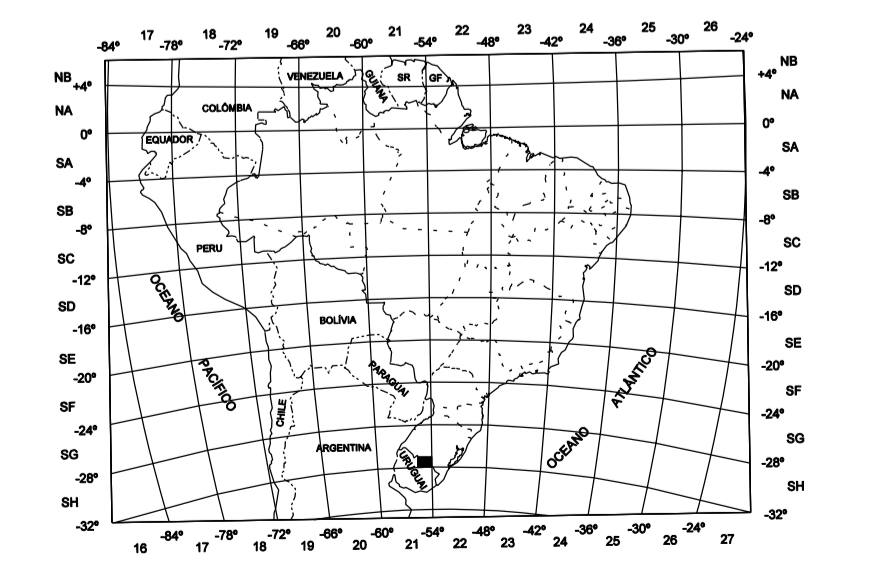 17 18 19 20 21 22 23 24 25 26
-84° -78° -72° -66° -60° -54° -48° -42° -36° -30° -24°
NB NB
+4° VENEZUELA GUIANA SR GF +4°
NA COLÔMBIA NA
0° 0°
EQUADOR
SA SA
-4° -4°
SB SB
-8° -8°
PERU
SC SC
-12° -12°
OCEANO
SD SD
-16° BOLÍVIA -16°
SE SE
-20° PACÍFICO PARAGUAI ATLÂNTICO -20°
SF CHILE SF
-24° -24°
SG ARGENTINA OCEANO SG
-28° URUGUAI -28°
SH SH
-32° -84° -78° -72° -66° -60° -54° -48° -42° -36° -30° -24° -32°
16 17 18 19 20 21 22 23 24 25 26 27